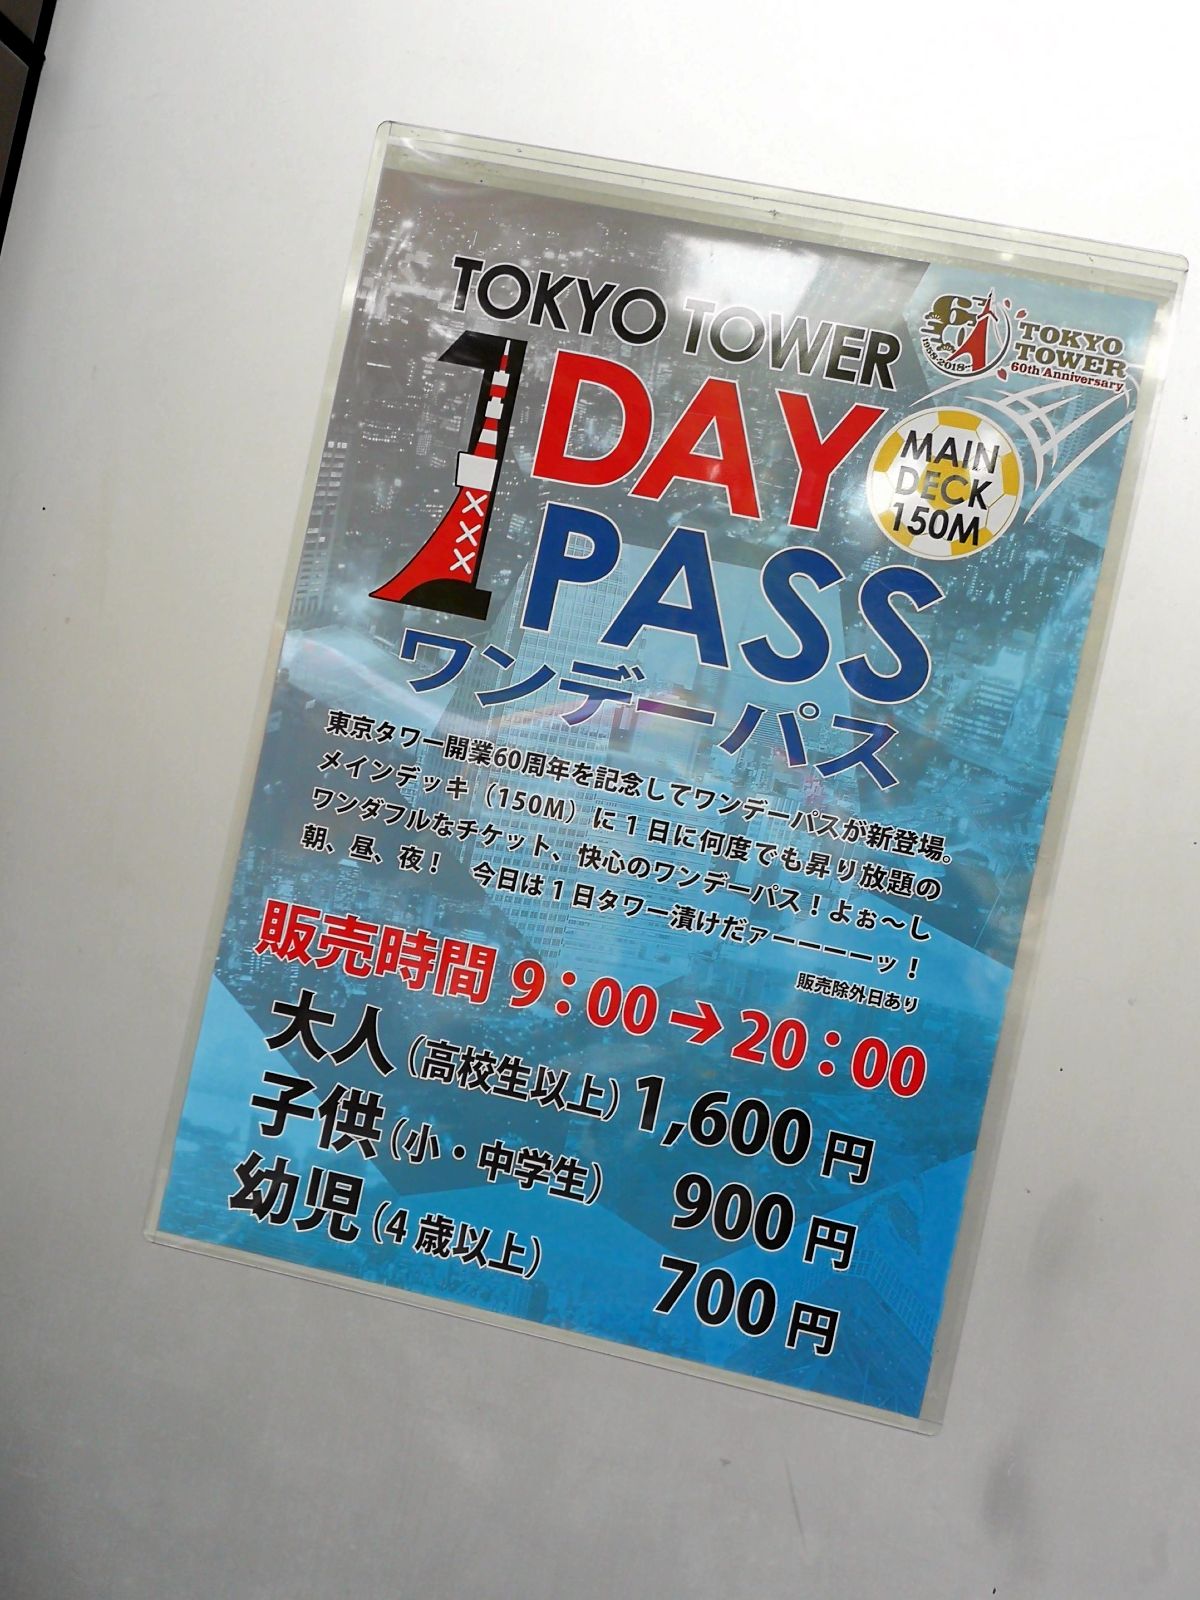 TOKYO TOWER
1 DAY
PASS
ワンデーパス
1958-2018
TOKYO
TOWER
60th Anniversary
MAIN
DECK
150M
東京タワー開業60周年を記念してワンデーパスが新登場。
メインデッキ（150M）に1日に何度でも昇り放題の
ワンダフルなチケット、快心のワンデーパス！よぉ〜し
朝、昼、夜！　今日は1日タワー漬けだァーーーーッ！
販売除外日あり
販売時間 9：00→20：00
大人（高校生以上）1,600円
子供（小・中学生）900円
幼児（4歳以上）700円